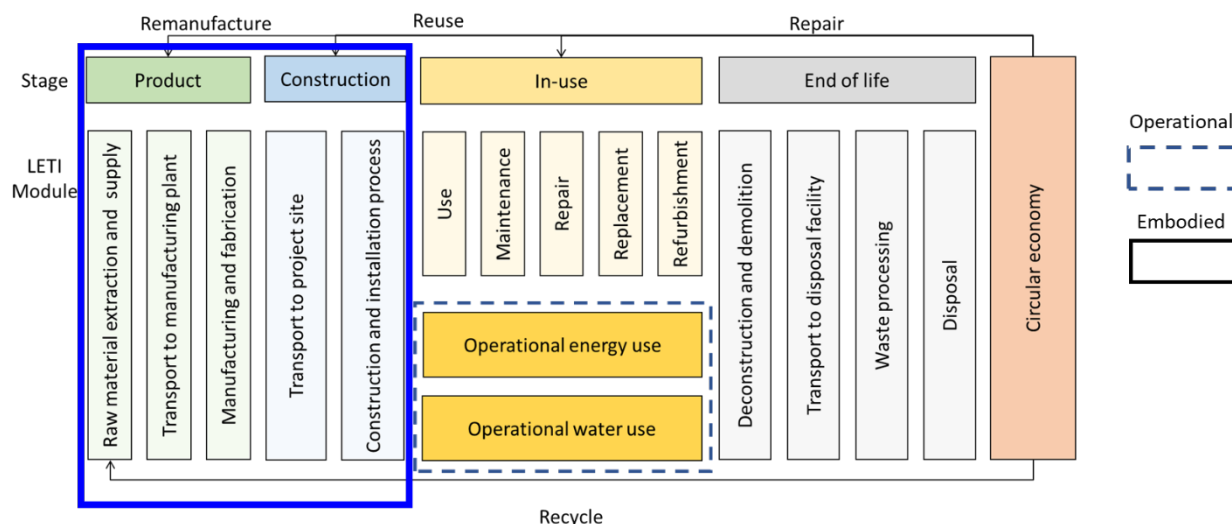 Remanufacture
Reuse
Repair
Stage
Product
Construction
In-use
End of life
LETI
Module
Raw material extraction and supply
Transport to manufacturing plant
Manufacturing and fabrication
Transport to project site
Construction and installation process
Use
Maintenance
Repair
Replacement
Refurbishment
Operational energy use
Operational water use
Deconstruction and demolition
Transport to disposal facility
Waste processing
Disposal
Circular economy
Operational
Embodied
Recycle